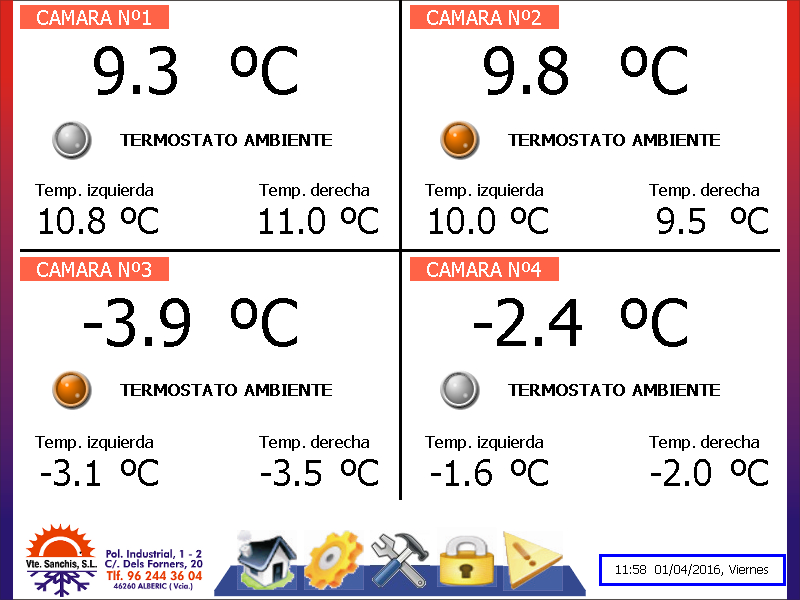 CAMARA Nº1
9.3 ºC
TERMOSTATO AMBIENTE
Temp. izquierda Temp. derecha
10.8 ºC 11.0 ºC
CAMARA Nº2
9.8 ºC
TERMOSTATO AMBIENTE
Temp. izquierda Temp. derecha
10.0 ºC 9.5 ºC
CAMARA Nº3
-3.9 ºC
TERMOSTATO AMBIENTE
Temp. izquierda Temp. derecha
-3.1 ºC -3.5 ºC
CAMARA Nº4
-2.4 ºC
TERMOSTATO AMBIENTE
Temp. izquierda Temp. derecha
-1.6 ºC -2.0 ºC
Vte. Sanchis, S.L.
Pol. Industrial, 1 - 2
C/. Dels Forners, 20
Tlf. 96 244 36 04
46260 ALBERIC ( Vcia.)
!
11:58 01/04/2016, Viernes